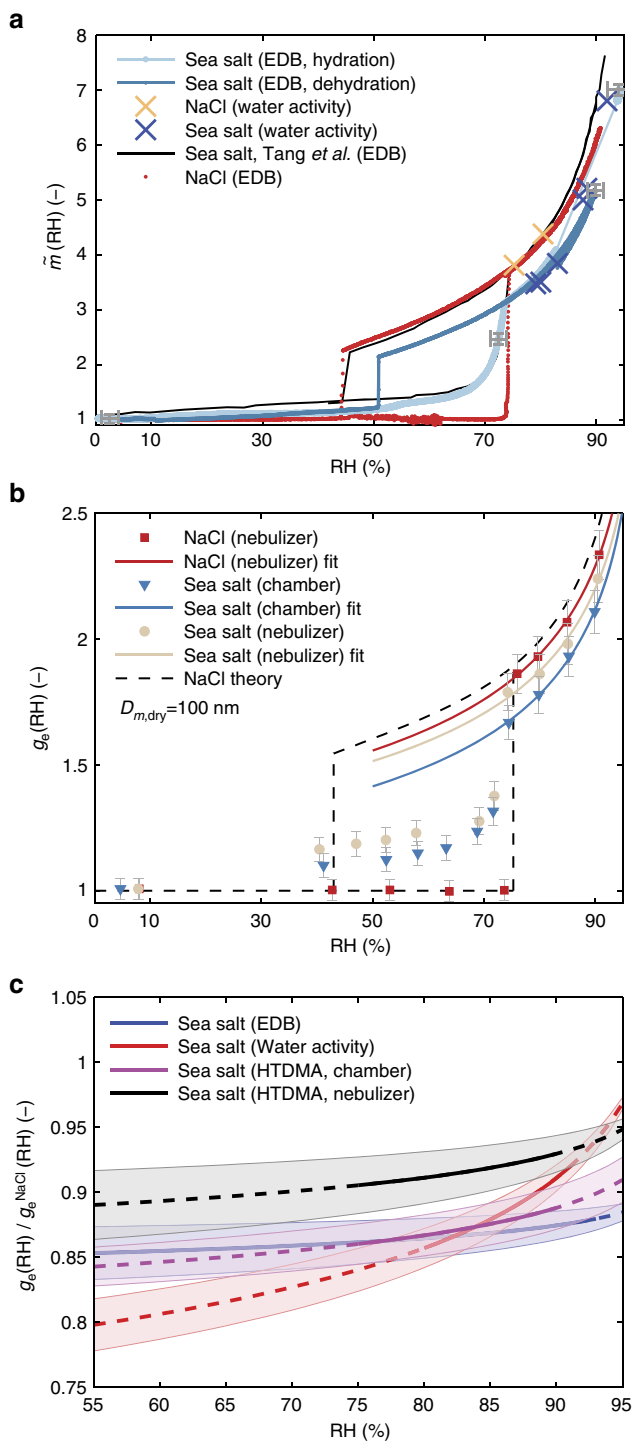 a
8
7
6
5
4
3
2
1
m̃ (RH) (–)
Sea salt (EDB, hydration)
Sea salt (EDB, dehydration)
NaCl (water activity)
Sea salt (water activity)
Sea salt, Tang et al. (EDB)
NaCl (EDB)
0 10 30 50 70 90
RH (%)
b
2.5
2
1.5
1
gₑ(RH) (–)
NaCl (nebulizer)
NaCl (nebulizer) fit
Sea salt (chamber)
Sea salt (chamber) fit
Sea salt (nebulizer)
Sea salt (nebulizer) fit
NaCl theory
Dm,dry=100 nm
0 10 30 50 70 90
RH (%)
c
1.05
1
0.95
0.9
0.85
0.8
0.75
gₑ(RH) / gₑNaCl (RH) (–)
Sea salt (EDB)
Sea salt (Water activity)
Sea salt (HTDMA, chamber)
Sea salt (HTDMA, nebulizer)
55 60 65 70 75 80 85 90 95
RH (%)